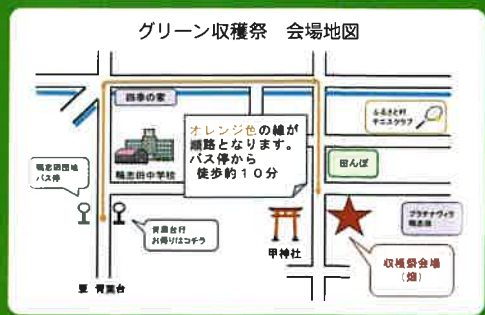 グリーン収穫祭 会場地図
四季の家
オレンジ色の線が
順路となります。
バス停から
徒歩約10分
ふるさと村
テニスクラブ
田んぼ
鴨志田中学校
鴨志田団地
バス停
青葉台行
お帰りはコチラ
甲神社
プラチナヴィラ
収穫祭会場
(畑)
青葉台